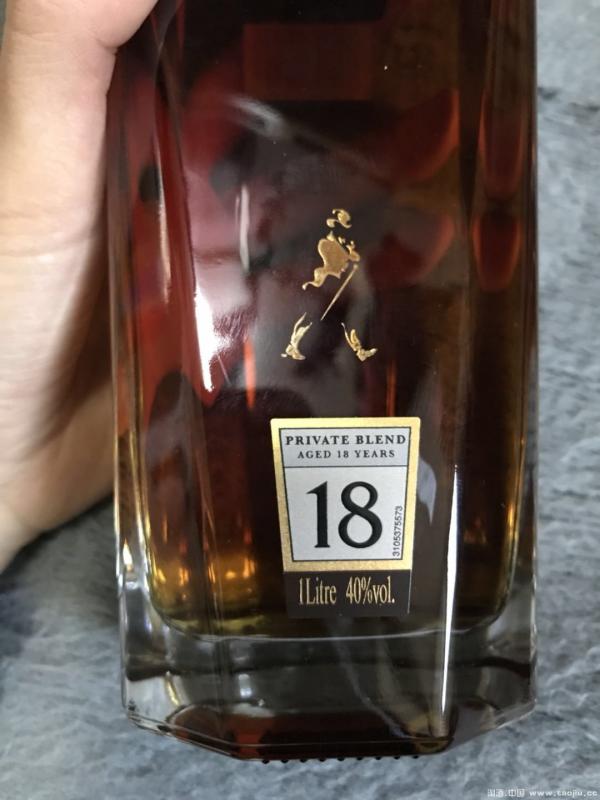 PRIVATE BLEND
AGED 18 YEARS
18
3105375573
1Litre 40%vol.
淘酒.中国 www.taojiu.cc